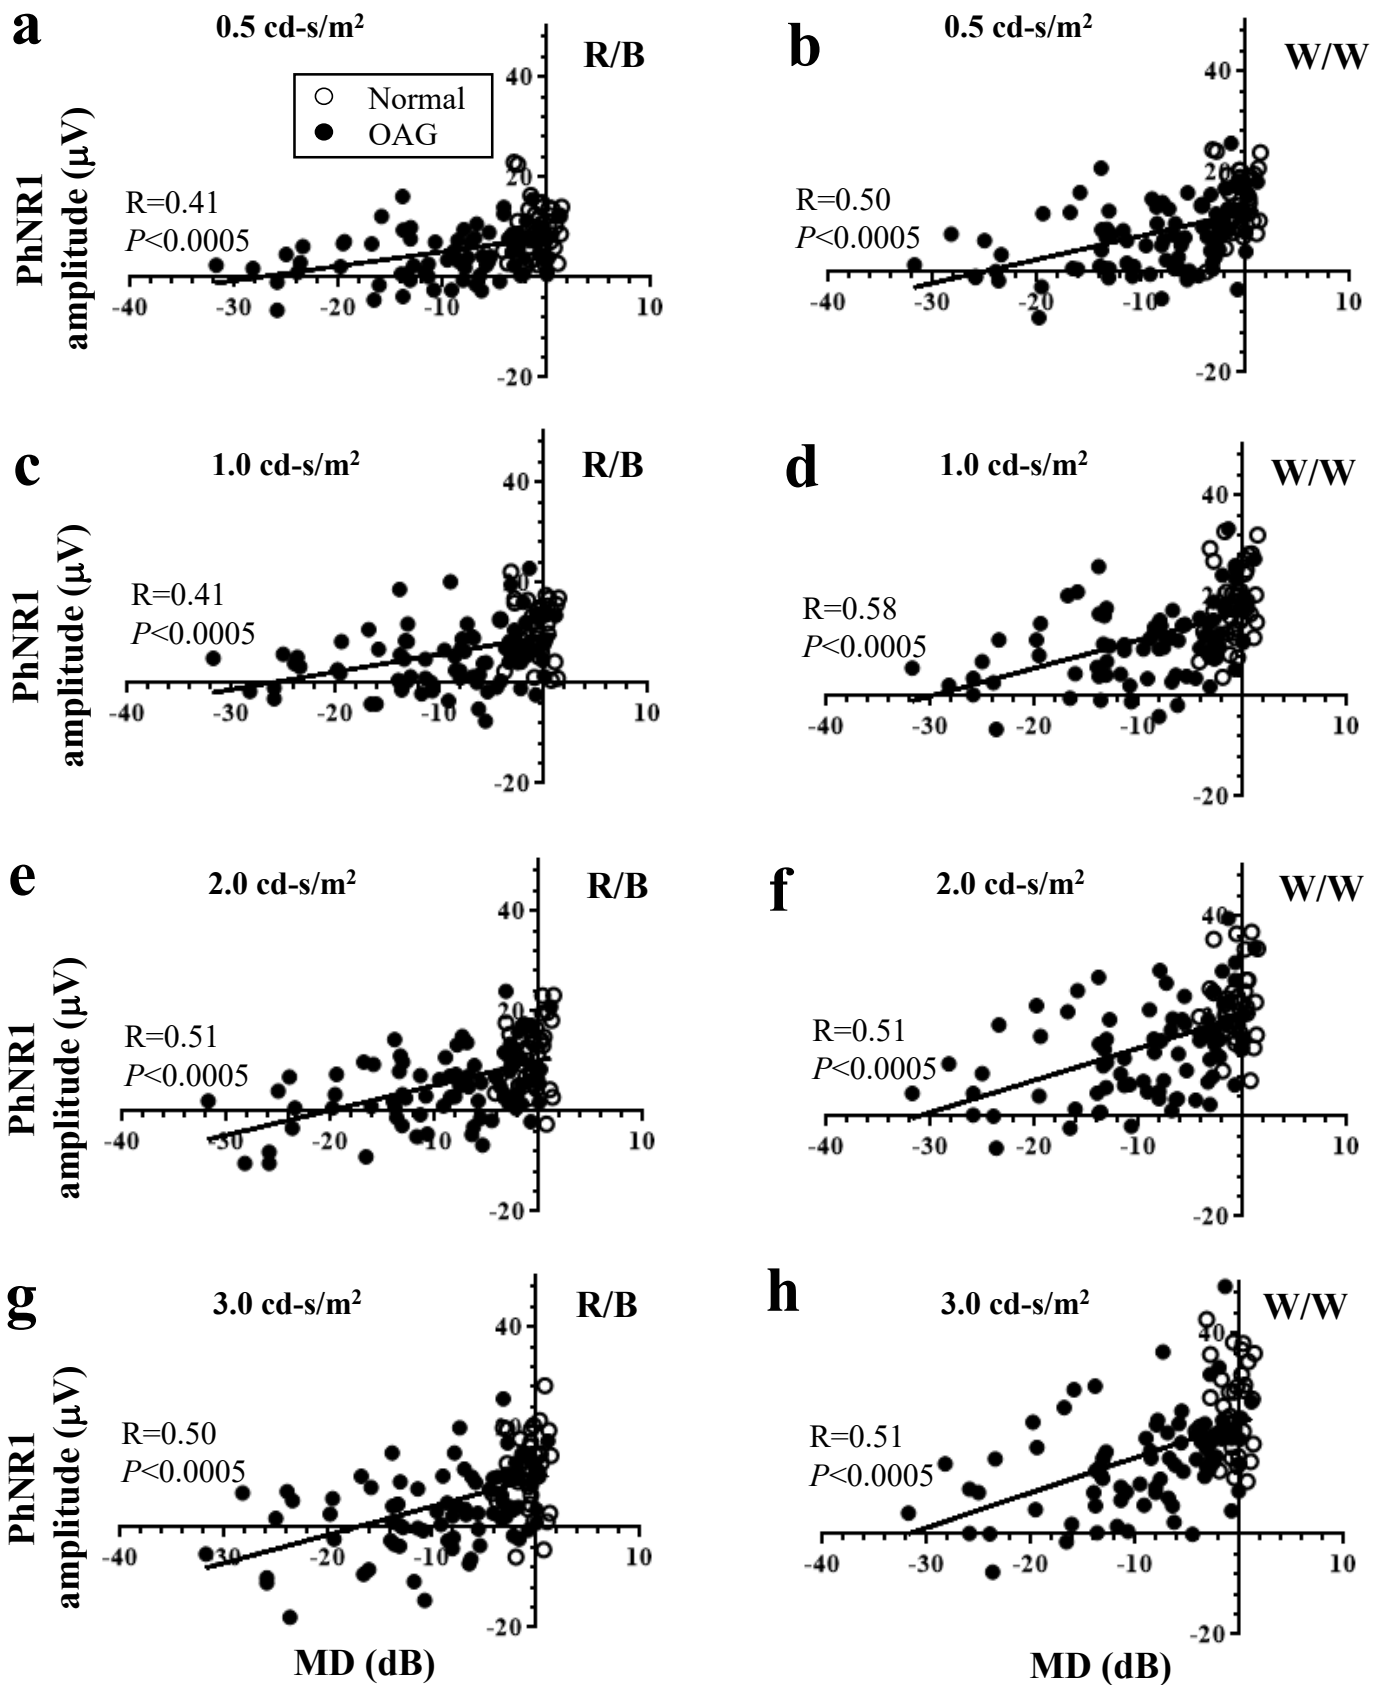 a
0.5 cd-s/m²
R/B
Normal
OAG
PhNR1
amplitude (μV)
R=0.41
P<0.0005
40
20
-20
-40 -30 -20 -10 10
b
0.5 cd-s/m²
W/W
R=0.50
P<0.0005
40
-20
-40 -30 -20 -10 10
c
1.0 cd-s/m²
R/B
PhNR1
amplitude (μV)
R=0.41
P<0.0005
40
-20
-40 -30 -20 -10 10
d
1.0 cd-s/m²
W/W
R=0.58
P<0.0005
40
-20
-40 -30 -20 -10 10
e
2.0 cd-s/m²
R/B
PhNR1
amplitude (μV)
R=0.51
P<0.0005
40
20
-20
-40 -30 -20 -10 10
f
2.0 cd-s/m²
W/W
R=0.51
P<0.0005
40
-20
-40 -30 -20 -10 10
g
3.0 cd-s/m²
R/B
PhNR1
amplitude (μV)
R=0.50
P<0.0005
40
-20
-40 -30 -20 -10 10
MD (dB)
h
3.0 cd-s/m²
W/W
R=0.51
P<0.0005
40
-20
-40 -30 -20 -10 10
MD (dB)